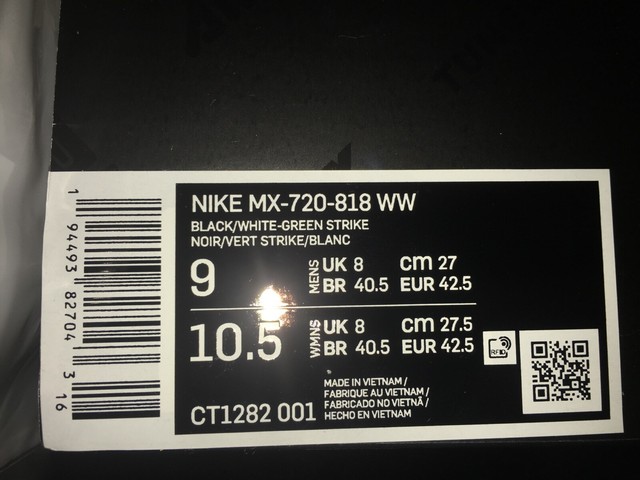 NIKE MX-720-818 WW
BLACK/WHITE-GREEN STRIKE
NOIR/VERT STRIKE/BLANC
9 MENS UK 8 cm 27
BR 40.5 EUR 42.5
10.5 WMNS UK 8 cm 27.5
BR 40.5 EUR 42.5
RFID
MADE IN VIETNAM /
FABRIQUE AU VIETNAM /
FABRICADO NO VIETNÃ /
HECHO EN VIETNAM
CT1282 001
1 94493 82704 3 16